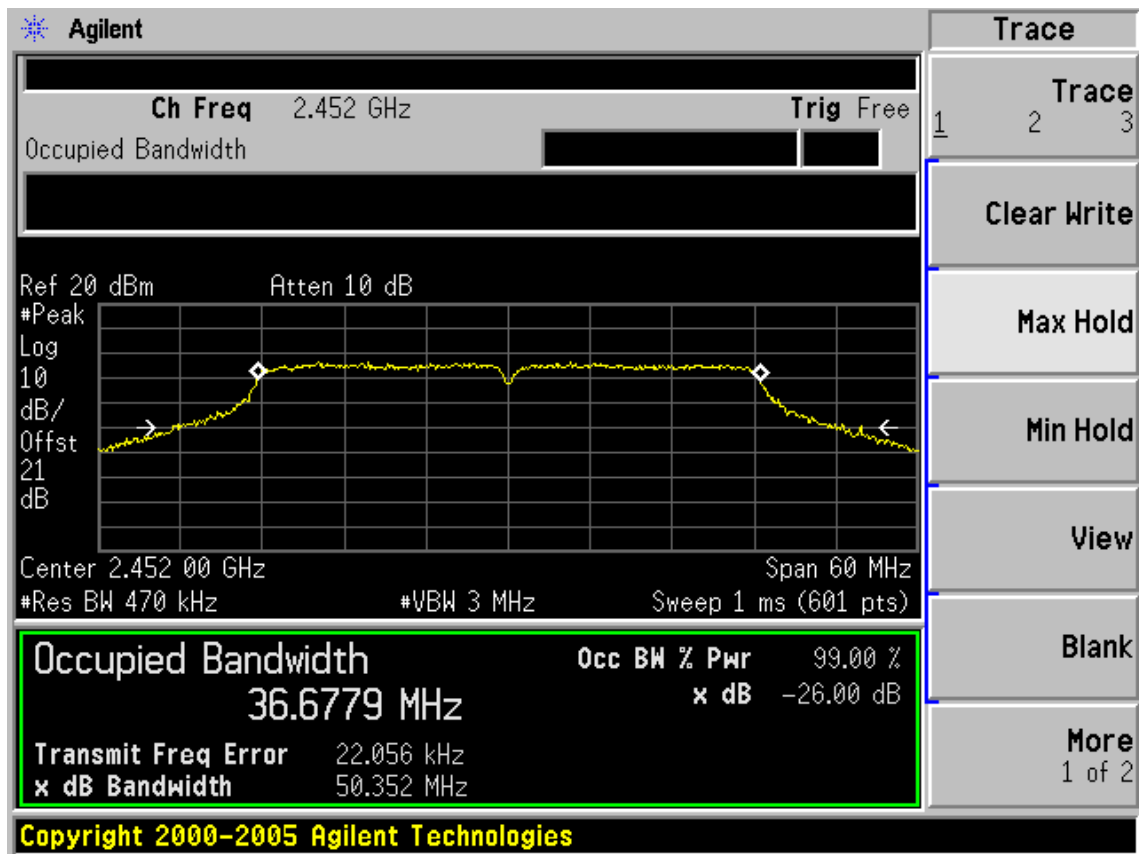 Agilent
Trace
Ch Freq 2.452 GHz Trig Free
Occupied Bandwidth
Trace
1 2 3
Clear Write
Ref 20 dBm Atten 10 dB
#Peak
Log
10
dB/
Offst
21
dB
Max Hold
Min Hold
View
Center 2.452 00 GHz Span 60 MHz
#Res BW 470 kHz #VBW 3 MHz Sweep 1 ms (601 pts)
Occupied Bandwidth
36.6779 MHz
Occ BW % Pwr 99.00 %
x dB -26.00 dB
Transmit Freq Error 22.056 kHz
x dB Bandwidth 50.352 MHz
Blank
More
1 of 2
Copyright 2000-2005 Agilent Technologies